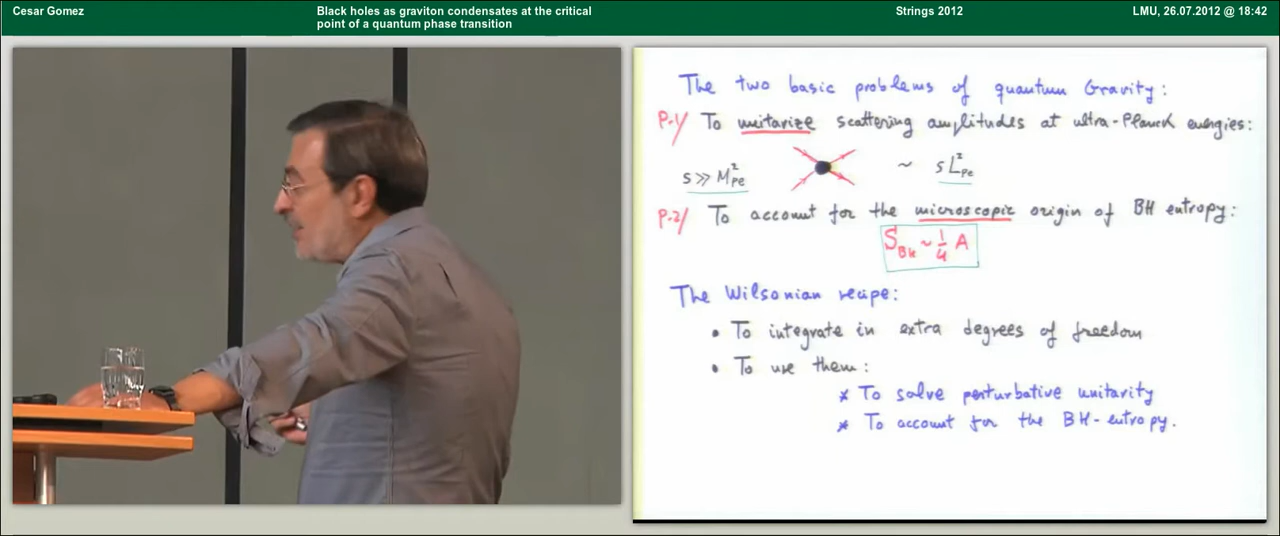 Cesar Gomez
Black holes as graviton condensates at the critical
point of a quantum phase transition
Strings 2012
LMU, 26.07.2012 @ 18:42
The two basic problems of quantum Gravity:
P-1/ To unitarize scattering amplitudes at ultra-Planck energies:
s >> M²_Pe ~ s L²_Pe
P-2/ To account for the microscopic origin of BH entropy:
S_BH ~ 1/4 A
The Wilsonian recipe:
• To integrate in extra degrees of freedom
• To use them:
* To solve perturbative unitarity
* To account for the BH-entropy.